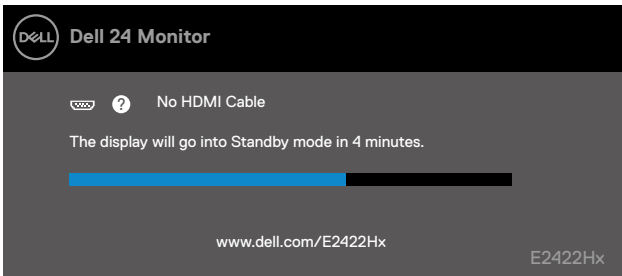 DELL Dell 24 Monitor
? No HDMI Cable
The display will go into Standby mode in 4 minutes.
www.dell.com/E2422Hx
E2422Hx